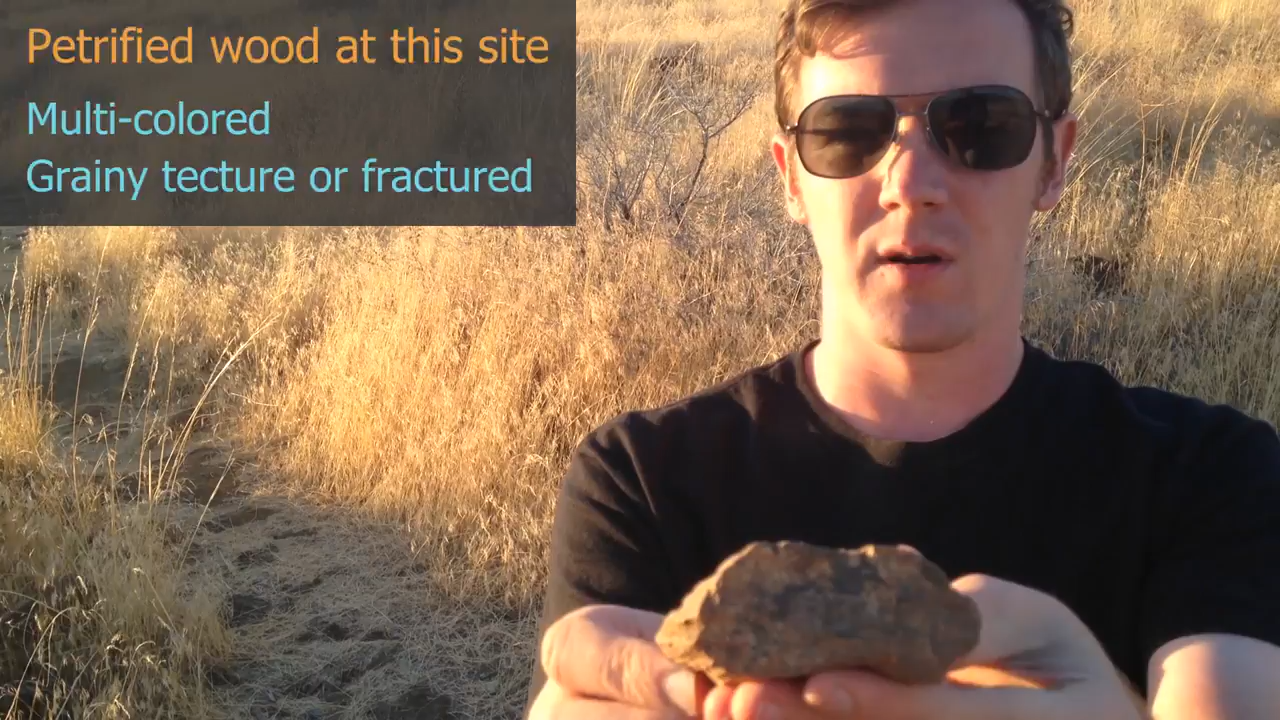 Petrified wood at this site
Multi-colored
Grainy tecture or fractured